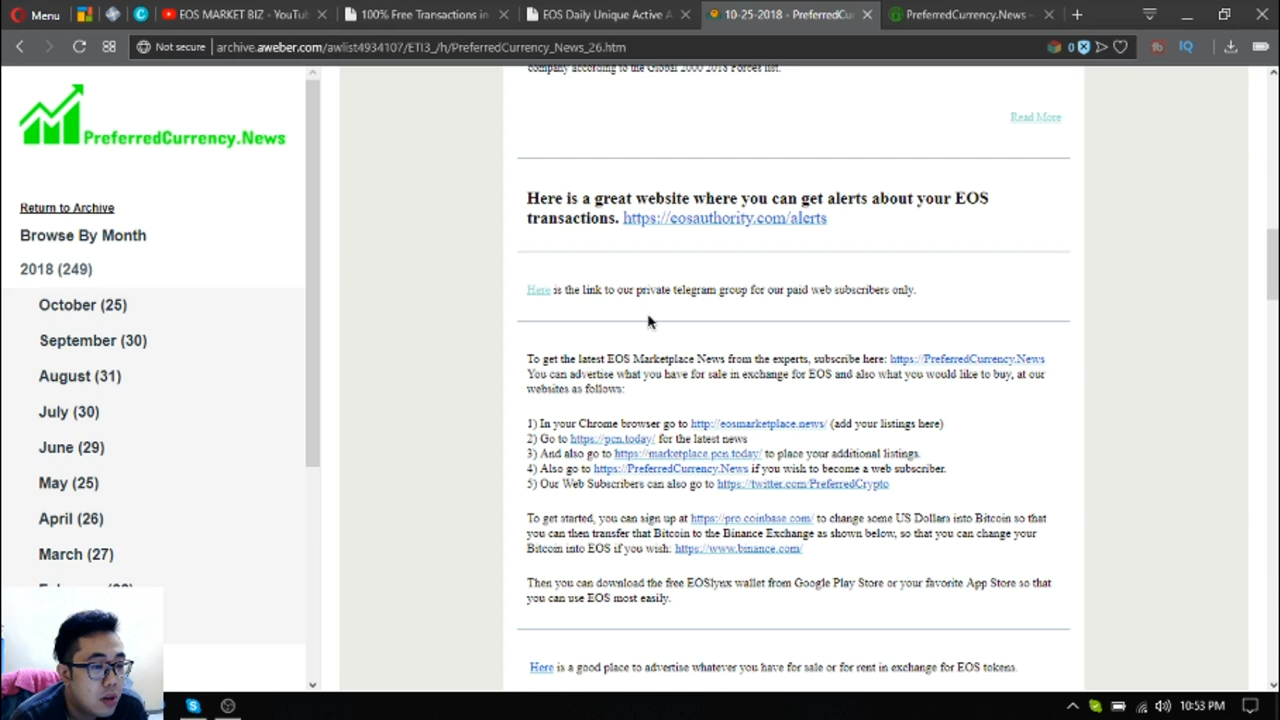 Menu
EOS MARKET BIZ - YouTu
100% Free Transactions in
EOS Daily Unique Active A
10-25-2018 - PreferredCu
PreferredCurrency.News -
Not secure
archive.aweber.com/awlist4934107/ETI3_/h/PreferredCurrency_News_26.htm
0
IQ
PreferredCurrency.News
Return to Archive
Browse By Month
2018 (249)
October (25)
September (30)
August (31)
July (30)
June (29)
May (25)
April (26)
March (27)
company according to the Global 2000 2018 Forbes list.
Read More
Here is a great website where you can get alerts about your EOS
transactions. https://eosauthority.com/alerts
Here is the link to our private telegram group for our paid web subscribers only.
To get the latest EOS Marketplace News from the experts, subscribe here: https://PreferredCurrency.News
You can advertise what you have for sale in exchange for EOS and also what you would like to buy, at our
websites as follows:
1) In your Chrome browser go to http://eosmarketplace.news/ (add your listings here)
2) Go to https://pcn.today/ for the latest news
3) And also go to https://marketplace.pcn.today/ to place your additional listings.
4) Also go to https://PreferredCurrency.News if you wish to become a web subscriber.
5) Our Web Subscribers can also go to https://twitter.com/PreferredCrypto
To get started, you can sign up at https://pro.coinbase.com/ to change some US Dollars into Bitcoin so that
you can then transfer that Bitcoin to the Binance Exchange as shown below, so that you can change your
Bitcoin into EOS if you wish: https://www.binance.com/
Then you can download the free EOSlynx wallet from Google Play Store or your favorite App Store so that
you can use EOS most easily.
Here is a good place to advertise whatever you have for sale or for rent in exchange for EOS tokens.
10:53 PM